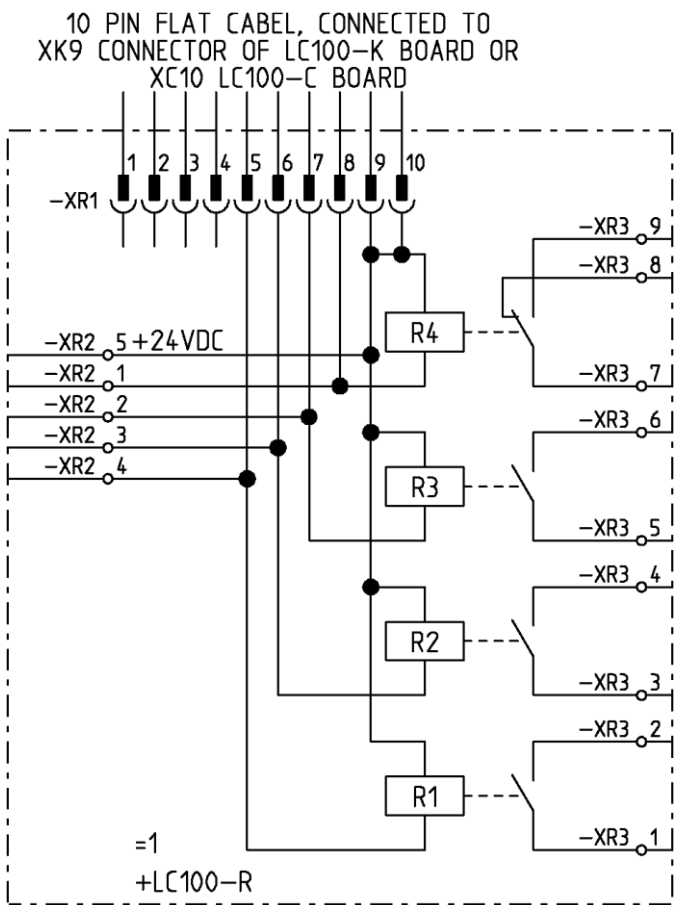 10 PIN FLAT CABEL, CONNECTED TO
XK9 CONNECTOR OF LC100-K BOARD OR
XC10 LC100-C BOARD
1 2 3 4 5 6 7 8 9 10
-XR1
-XR3 9
-XR3 8
R4
-XR2 5 +24VDC
-XR2 1
-XR3 7
-XR2 2
-XR3 6
-XR2 3
-XR2 4
R3
-XR3 5
-XR3 4
R2
-XR3 3
-XR3 2
R1
-XR3 1
=1
+LC100-R